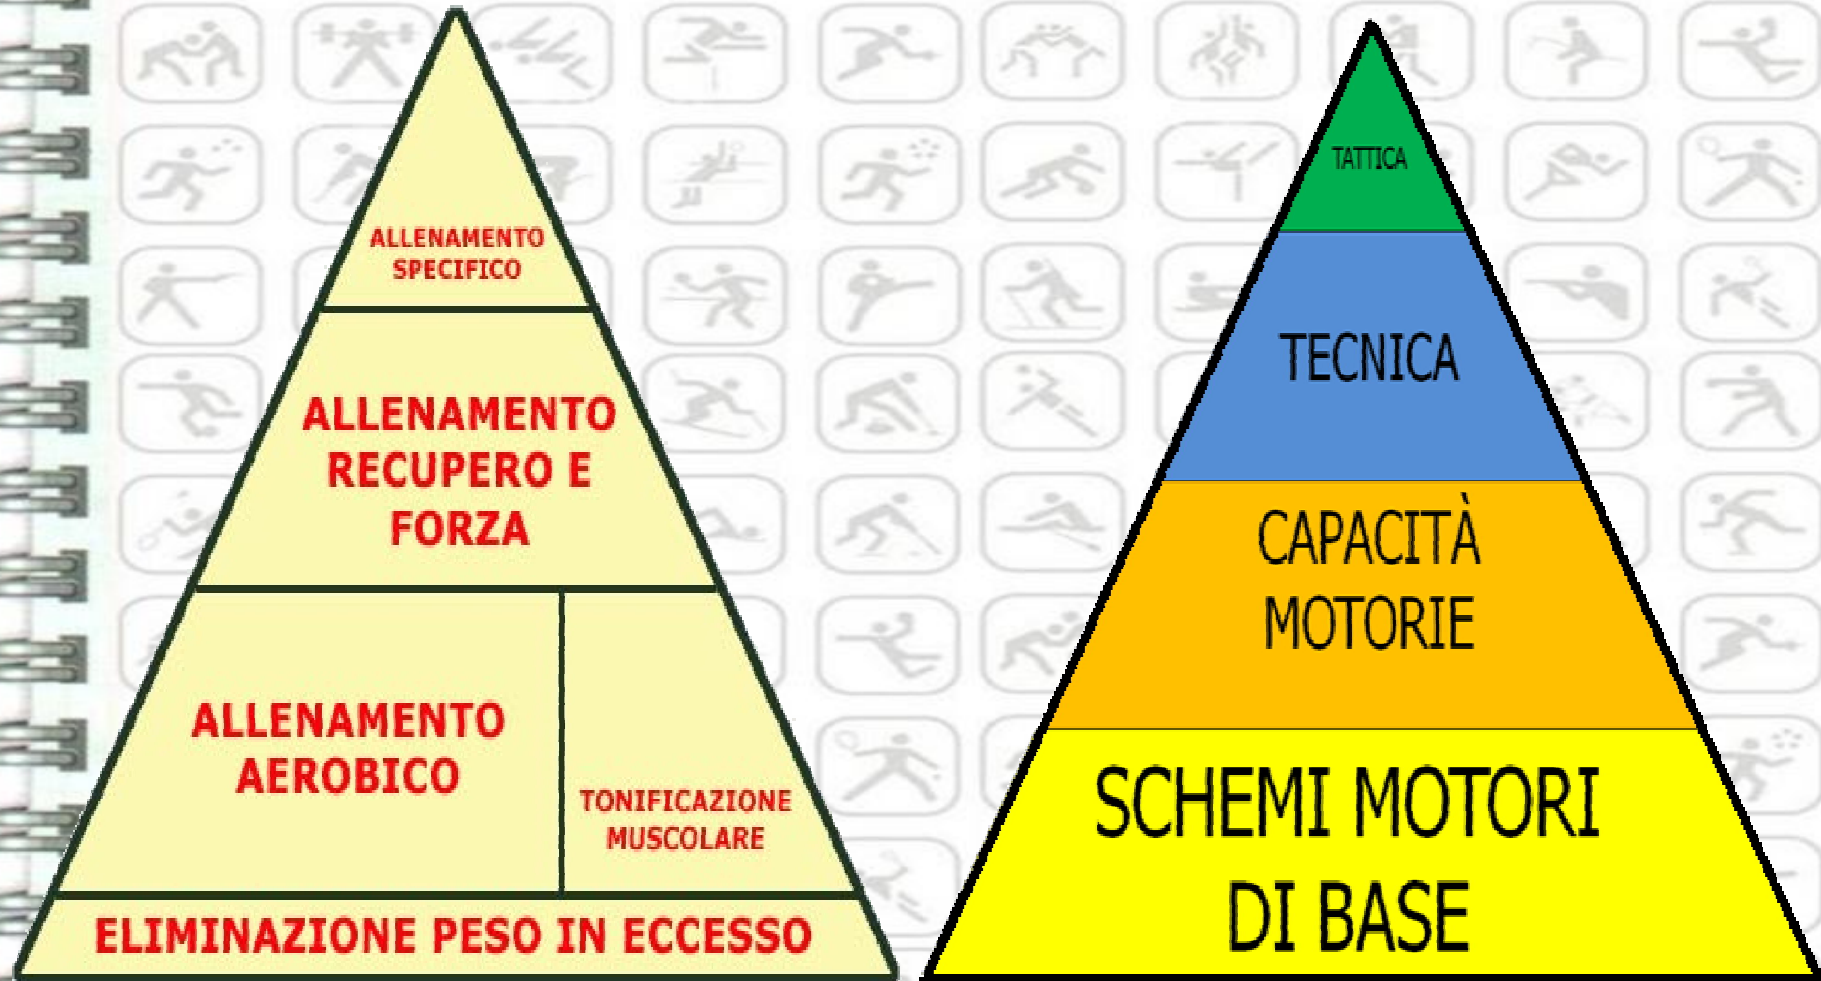 ALLENAMENTO
SPECIFICO
ALLENAMENTO
RECUPERO E
FORZA
ALLENAMENTO
AEROBICO
TONIFICAZIONE
MUSCOLARE
ELIMINAZIONE PESO IN ECCESSO
TATTICA
TECNICA
CAPACITÀ
MOTORIE
SCHEMI MOTORI
DI BASE